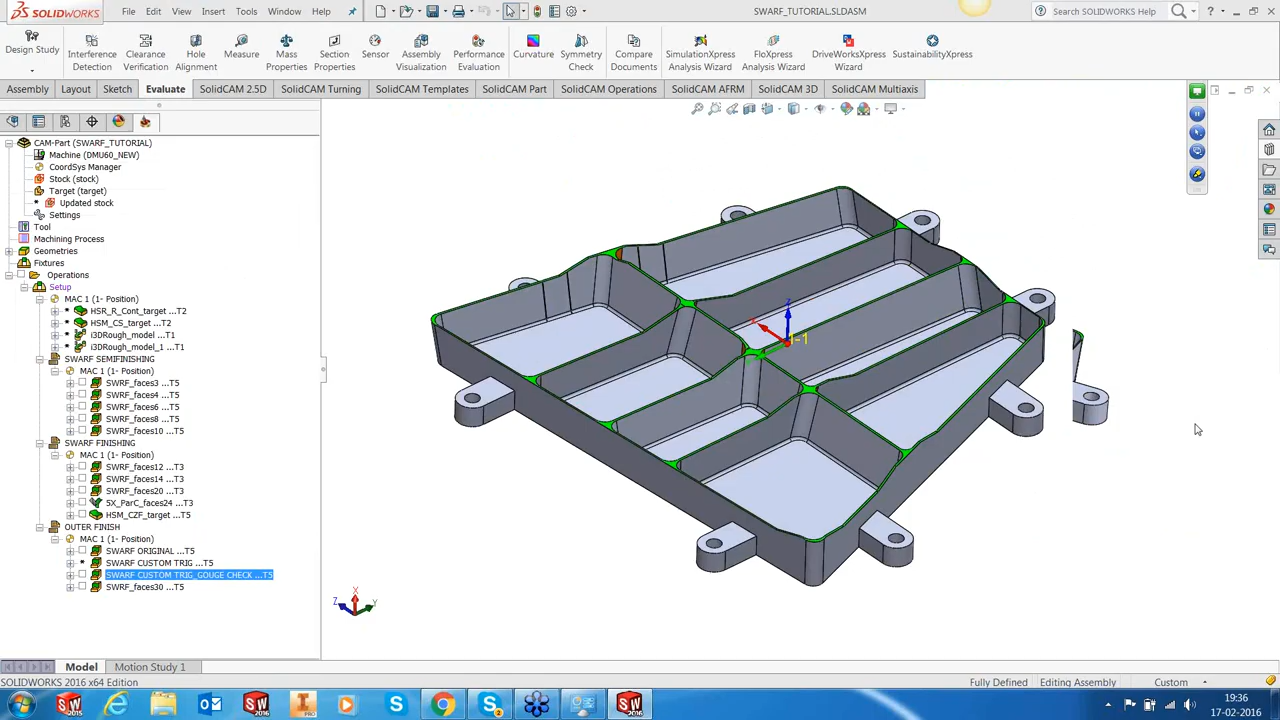 SOLIDWORKS File Edit View Insert Tools Window Help SWARF_TUTORIAL.SLDASM Search SOLIDWORKS Help
Design Study Interference Detection Clearance Verification Hole Alignment Measure Mass Properties Section Properties Sensor Assembly Visualization Performance Evaluation Curvature Symmetry Check Compare Documents SimulationXpress Analysis Wizard FloXpress Analysis Wizard DriveWorksXpress Wizard SustainabilityXpress
Assembly Layout Sketch Evaluate SolidCAM 2.5D SolidCAM Turning SolidCAM Templates SolidCAM Part SolidCAM Operations SolidCAM AFRM SolidCAM 3D SolidCAM Multiaxis
CAM-Part (SWARF_TUTORIAL)
Machine (DMU60_NEW)
CoordSys Manager
Stock (stock)
Target (target)
Updated stock
Settings
Tool
Machining Process
Geometries
Fixtures
Operations
Setup
MAC 1 (1- Position)
HSR_R_Cont_target ...T2
HSM_CS_target ...T2
i3DRough_model ...T1
i3DRough_model_1 ...T1
SWARF SEMIFINISHING
MAC 1 (1- Position)
SWRF_faces3 ...T5
SWRF_faces4 ...T5
SWRF_faces6 ...T5
SWRF_faces8 ...T5
SWRF_faces10 ...T5
SWARF FINISHING
MAC 1 (1- Position)
SWRF_faces12 ...T3
SWRF_faces14 ...T3
SWRF_faces20 ...T3
5X_ParC_faces24 ...T3
HSM_CZF_target ...T5
OUTER FINISH
MAC 1 (1- Position)
SWARF ORIGINAL ...T5
SWARF CUSTOM TRIG ...T5
SWARF CUSTOM TRIG_GOUGE CHECK ...T5
SWRF_faces30 ...T5
Z
1-1
X
Z
Y
Model Motion Study 1
SOLIDWORKS 2016 x64 Edition Fully Defined Editing Assembly Custom
19:36
17-02-2016